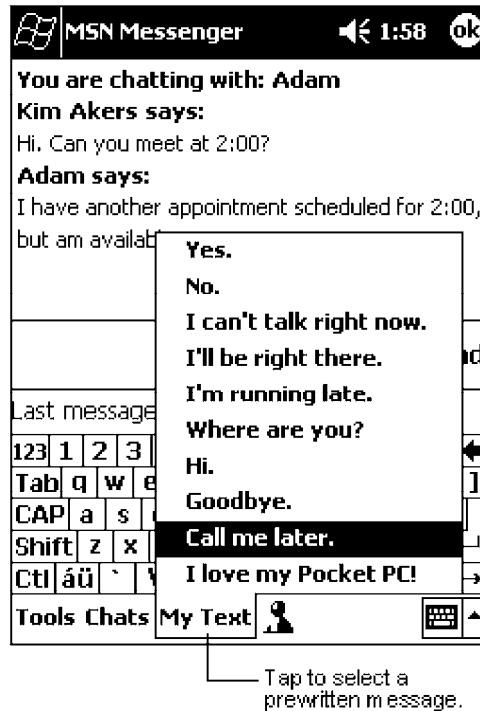 MSN Messenger 1:58 ok
You are chatting with: Adam
Kim Akers says:
Hi. Can you meet at 2:00?
Adam says:
I have another appointment scheduled for 2:00,
but am
Yes.
No.
I can't talk right now.
I'll be right there.
I'm running late.
Where are you?
Hi.
Goodbye.
Call me later.
I love my Pocket PC!
Last message
123 1 2 3
Tab q w e ]
CAP a s
Shift z x
Ctl áü `
Tools Chats My Text
Tap to select a
prewritten message.